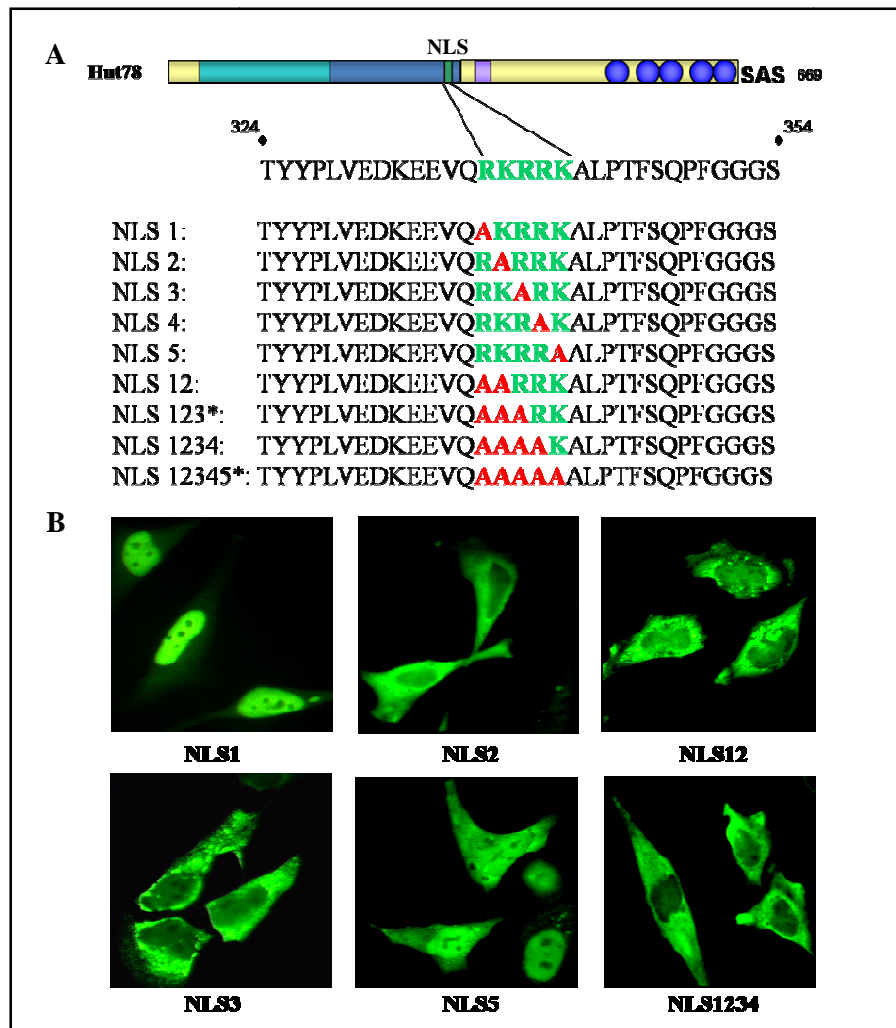 A
NLS
Hut78
SAS 669
324
354
TYYPLVEDKEEVQRKRRKALPTFSQPFGGGS
NLS 1: TYYPLVEDKEEVQAKRRKALPTFSQPFGGGS
NLS 2: TYYPLVEDKEEVQRARRKALPTFSQPFGGGS
NLS 3: TYYPLVEDKEEVQRKARKALPTFSQPFGGGS
NLS 4: TYYPLVEDKEEVQRKRAKALPTFSQPFGGGS
NLS 5: TYYPLVEDKEEVQRKRRAALPTFSQPFGGGS
NLS 12: TYYPLVEDKEEVQAARRKALPTFSQPFGGGS
NLS 123*: TYYPLVEDKEEVQAAARKALPTFSQPFGGGS
NLS 1234: TYYPLVEDKEEVQAAAAKALPTFSQPFGGGS
NLS 12345*: TYYPLVEDKEEVQAAAAAALPTFSQPFGGGS
B
NLS1
NLS2
NLS12
NLS3
NLS5
NLS1234